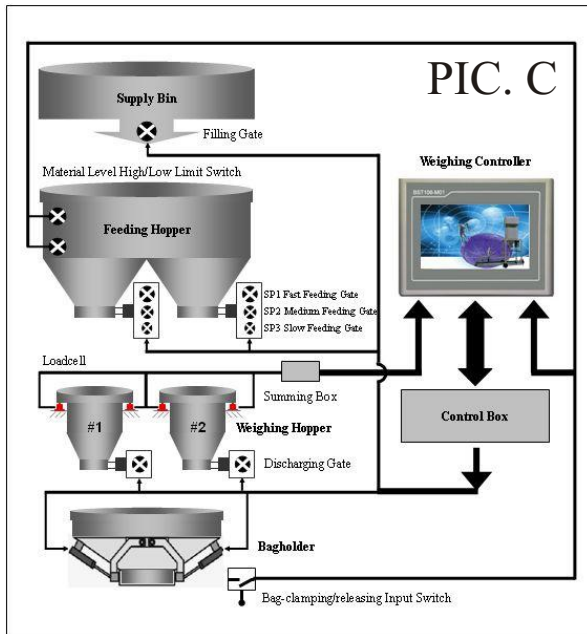 PIC. C
Supply Bin
Filling Gate
Material Level High/Low Limit Switch
Weighing Controller
BST106-M01
Feeding Hopper
SP1 Fast Feeding Gate
SP2 Medium Feeding Gate
SP3 Slow Feeding Gate
Loadcell
Summing Box
#1
#2
Weighing Hopper
Control Box
Discharging Gate
Bagholder
Bag-clamping/releasing Input Switch